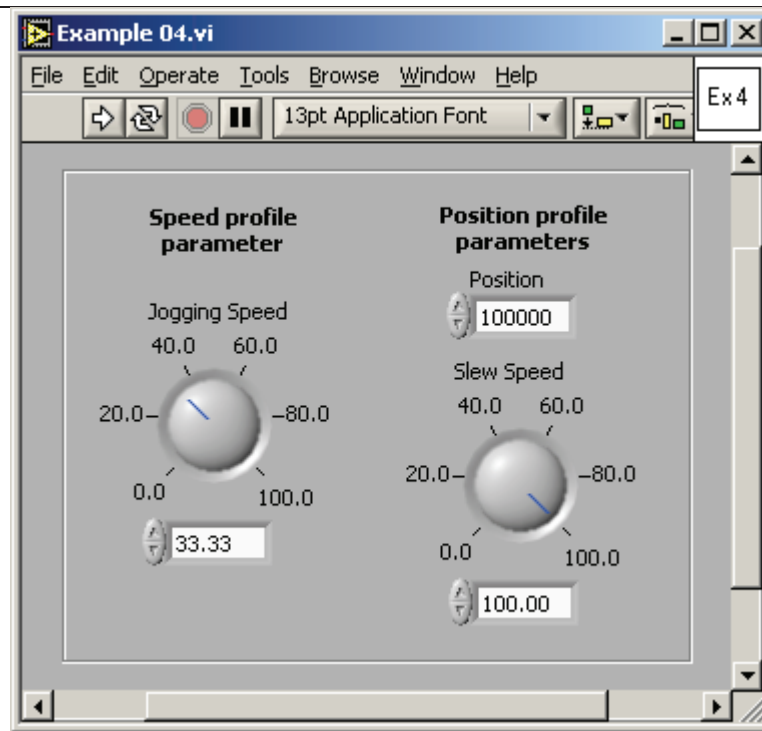 Example 04.vi
File Edit Operate Tools Browse Window Help
13pt Application Font
Ex4
Speed profile
parameter
Jogging Speed
40.0 60.0
20.0 80.0
0.0 100.0
33.33
Position profile
parameters
Position
100000
Slew Speed
40.0 60.0
20.0 80.0
0.0 100.0
100.00